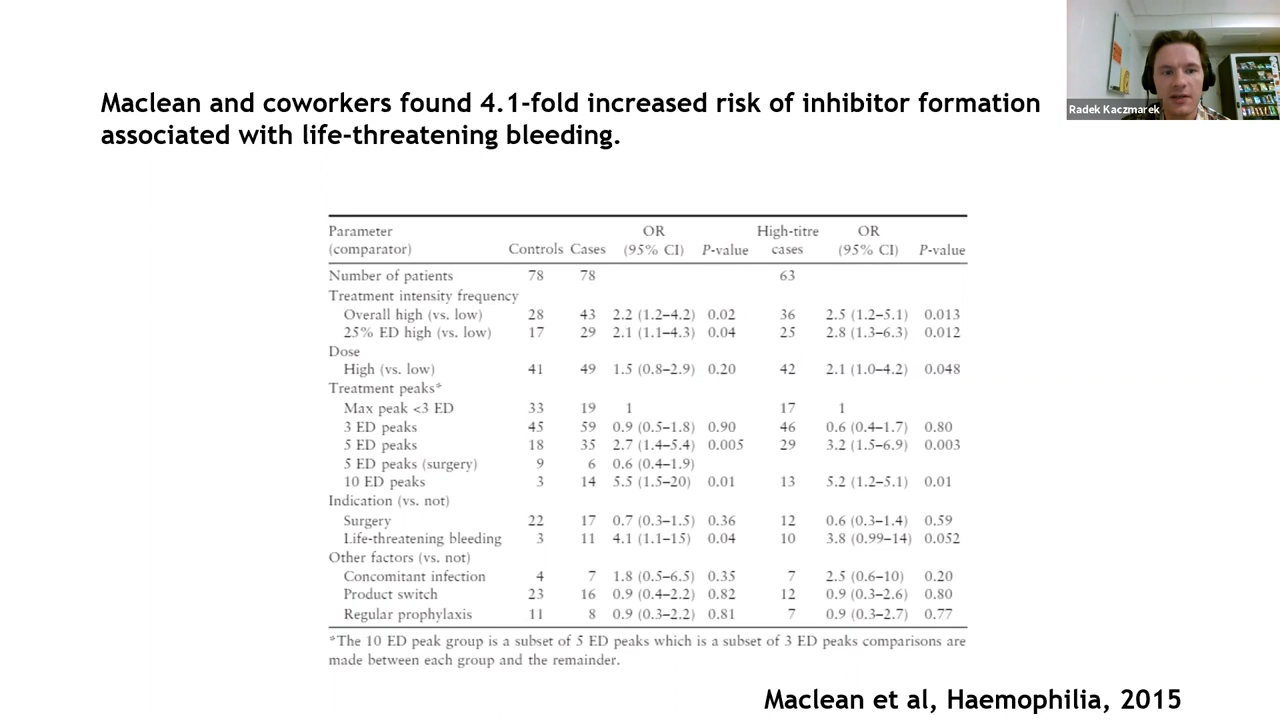 Maclean and coworkers found 4.1-fold increased risk of inhibitor formation
associated with life-threatening bleeding.
Radek Kaczmarek
Parameter OR High-titre OR
(comparator) Controls Cases (95% CI) P-value cases (95% CI) P-value
Number of patients 78 78 63
Treatment intensity frequency
Overall high (vs. low) 28 43 2.2 (1.2–4.2) 0.02 36 2.5 (1.2–5.1) 0.013
25% ED high (vs. low) 17 29 2.1 (1.1–4.3) 0.04 25 2.8 (1.3–6.3) 0.012
Dose
High (vs. low) 41 49 1.5 (0.8–2.9) 0.20 42 2.1 (1.0–4.2) 0.048
Treatment peaks*
Max peak <3 ED 33 19 1 17 1
3 ED peaks 45 59 0.9 (0.5–1.8) 0.90 46 0.6 (0.4–1.7) 0.80
5 ED peaks 18 35 2.7 (1.4–5.4) 0.005 29 3.2 (1.5–6.9) 0.003
5 ED peaks (surgery) 9 6 0.6 (0.4–1.9)
10 ED peaks 3 14 5.5 (1.5–20) 0.01 13 5.2 (1.2–5.1) 0.01
Indication (vs. not)
Surgery 22 17 0.7 (0.3–1.5) 0.36 12 0.6 (0.3–1.4) 0.59
Life-threatening bleeding 3 11 4.1 (1.1–15) 0.04 10 3.8 (0.99–14) 0.052
Other factors (vs. not)
Concomitant infection 4 7 1.8 (0.5–6.5) 0.35 7 2.5 (0.6–10) 0.20
Product switch 23 16 0.9 (0.4–2.2) 0.82 12 0.9 (0.3–2.6) 0.80
Regular prophylaxis 11 8 0.9 (0.3–2.2) 0.81 7 0.9 (0.3–2.7) 0.77
*The 10 ED peak group is a subset of 5 ED peaks which is a subset of 3 ED peaks comparisons are
made between each group and the remainder.
Maclean et al, Haemophilia, 2015